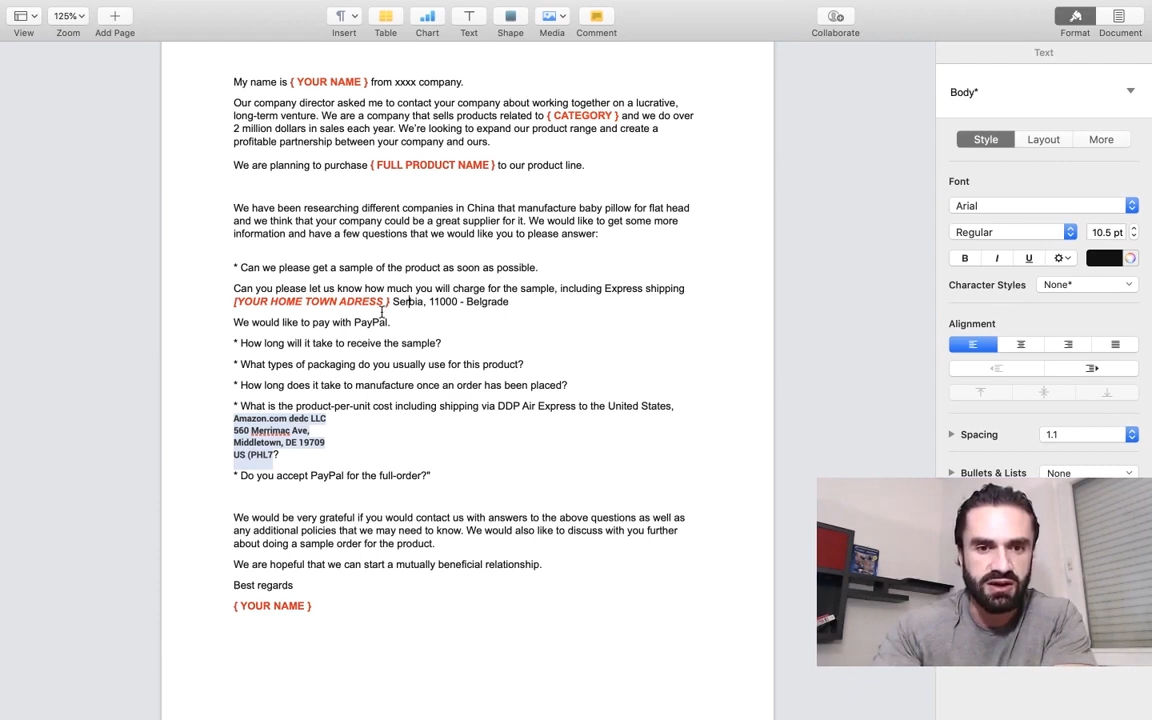 125%
View
Zoom
Add Page
Insert
Table
Chart
Text
Shape
Media
Comment
Collaborate
Format
Document
My name is { YOUR NAME } from xxxx company.
Our company director asked me to contact your company about working together on a lucrative,
long-term venture. We are a company that sells products related to { CATEGORY } and we do over
2 million dollars in sales each year. We're looking to expand our product range and create a
profitable partnership between your company and ours.
We are planning to purchase { FULL PRODUCT NAME } to our product line.
We have been researching different companies in China that manufacture baby pillow for flat head
and we think that your company could be a great supplier for it. We would like to get some more
information and have a few questions that we would like you to please answer:
* Can we please get a sample of the product as soon as possible.
Can you please let us know how much you will charge for the sample, including Express shipping
[YOUR HOME TOWN ADRESS } Serbia, 11000 - Belgrade
We would like to pay with PayPal.
* How long will it take to receive the sample?
* What types of packaging do you usually use for this product?
* How long does it take to manufacture once an order has been placed?
* What is the product-per-unit cost including shipping via DDP Air Express to the United States,
Amazon.com dedc LLC
560 Merrimac Ave,
Middletown, DE 19709
US (PHL7?
* Do you accept PayPal for the full-order?"
We would be very grateful if you would contact us with answers to the above questions as well as
any additional policies that we may need to know. We would also like to discuss with you further
about doing a sample order for the product.
We are hopeful that we can start a mutually beneficial relationship.
Best regards
{ YOUR NAME }
Text
Body*
Style
Layout
More
Font
Arial
Regular
10.5 pt
B I U
Character Styles
None*
Alignment
Spacing
1.1
Bullets & Lists
None